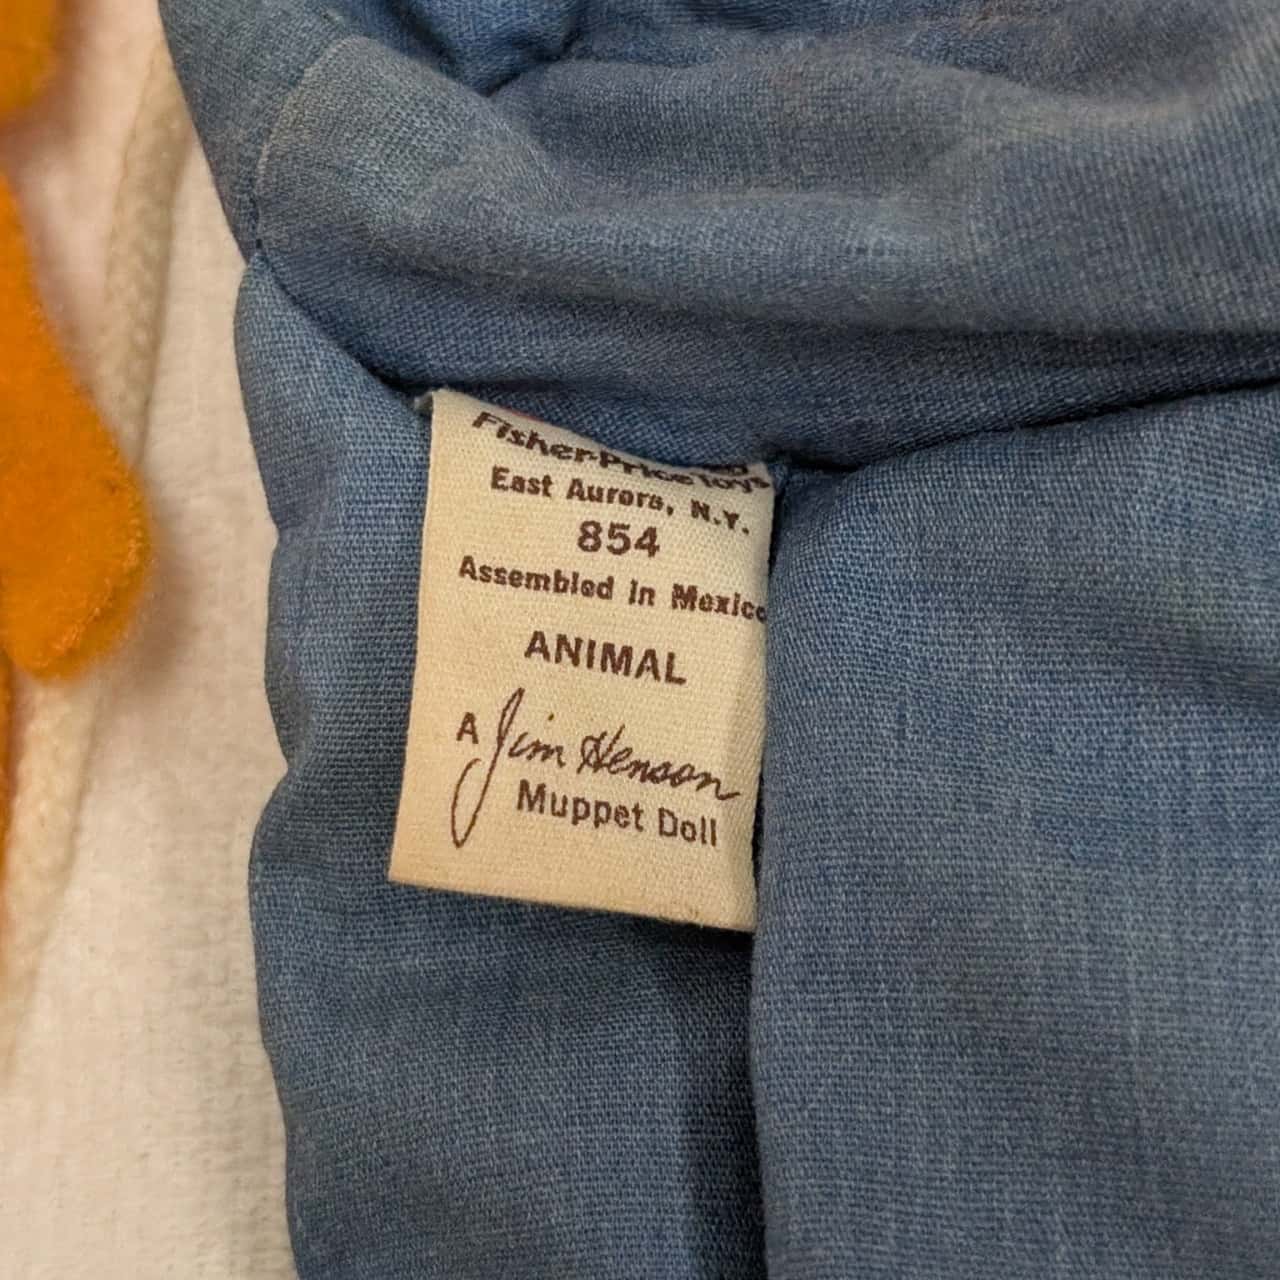 Fisher-Price Toys
East Aurora, N.Y.
854
Assembled in Mexico
ANIMAL
A Jim Henson
Muppet Doll